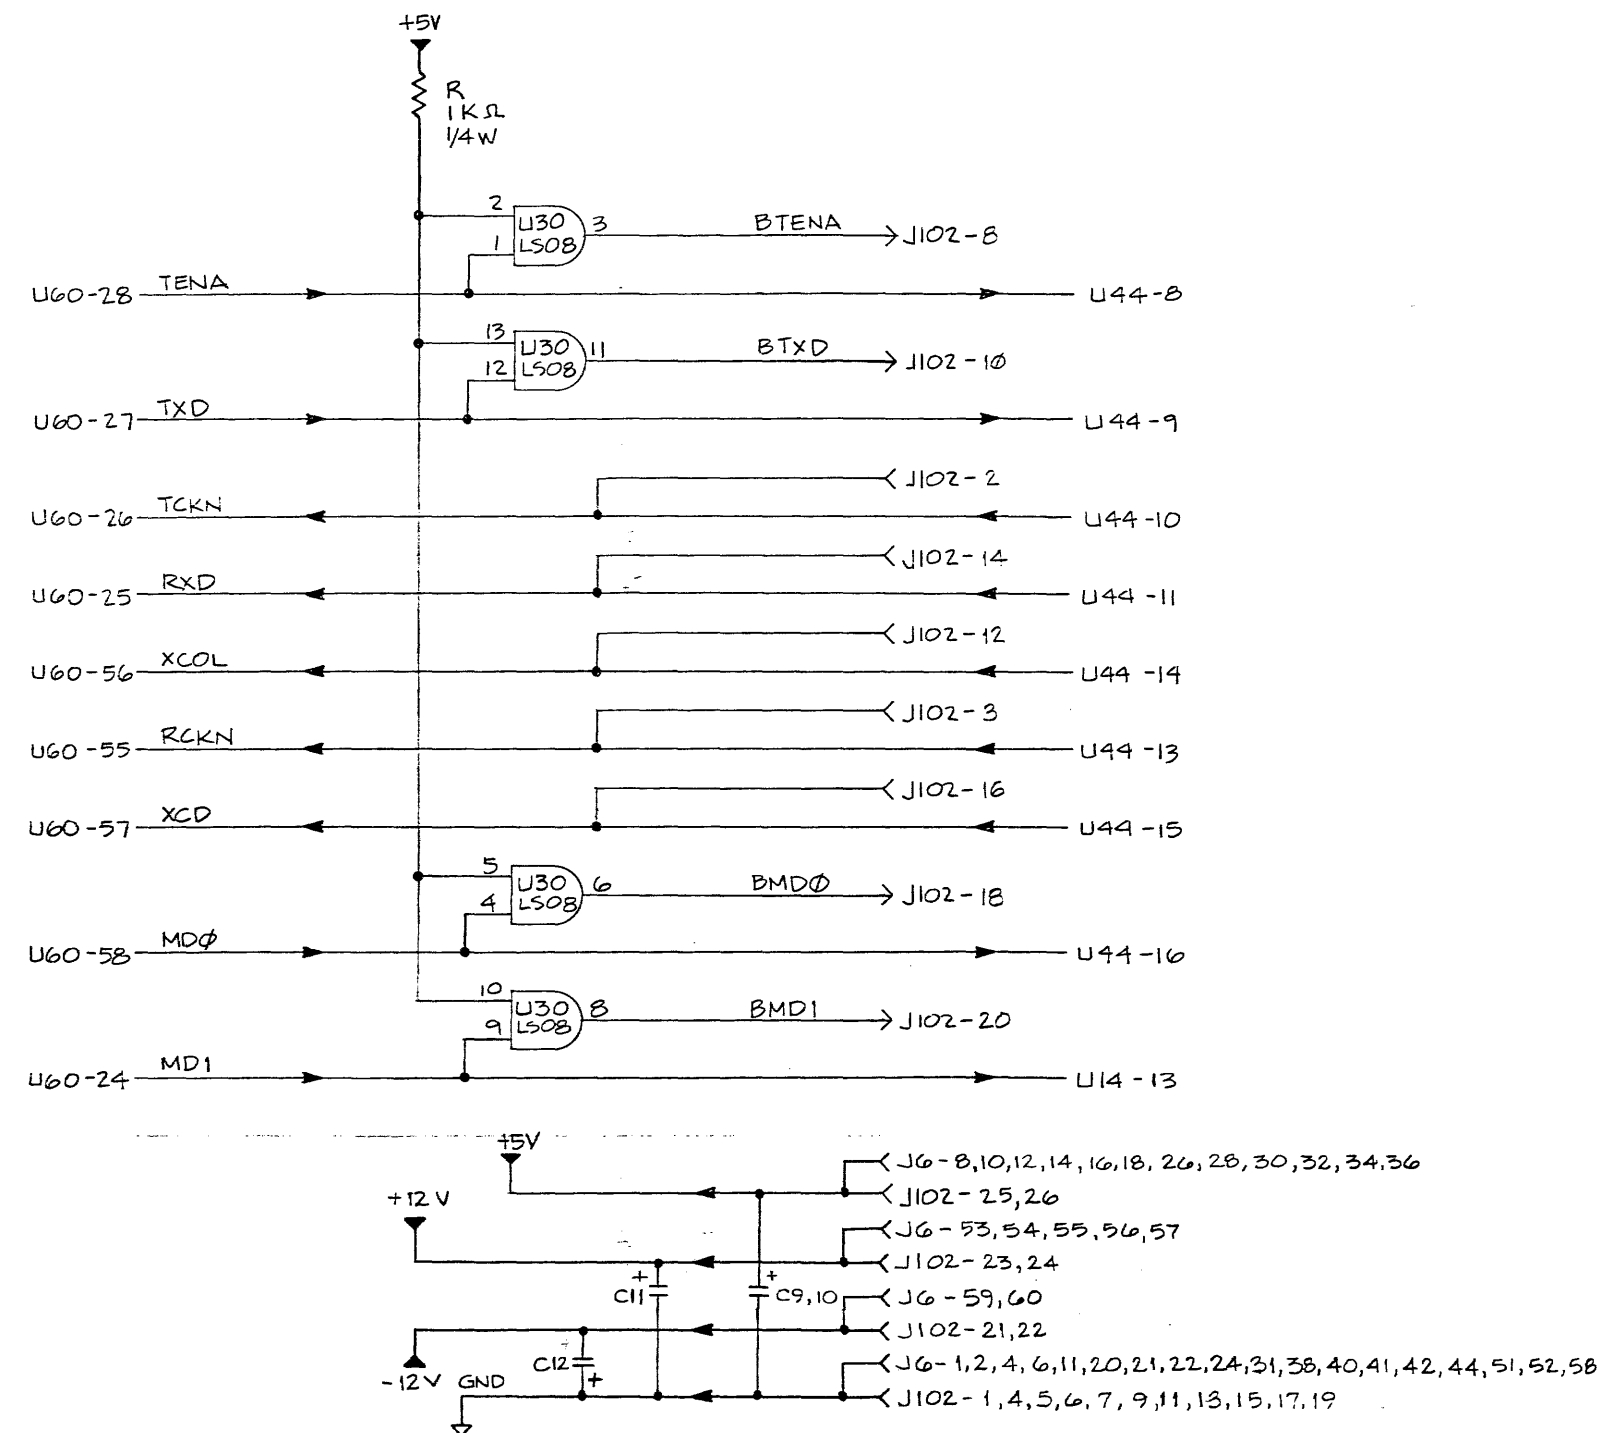 +5V
R
1KΩ
1/4W
2 U30 3 BTENA J102-8
1 LS08
U60-28 TENA U44-8
13 U30 11 BTXD J102-10
12 LS08
U60-27 TXD U44-9
J102-2
U60-26 TCKN U44-10
J102-14
U60-25 RXD U44-11
J102-12
U60-56 XCOL U44-14
J102-3
U60-55 RCKN U44-13
J102-16
U60-57 XCD U44-15
5 U30 6 BMDØ J102-18
4 LS08
U60-58 MDØ U44-16
10 U30 8 BMD1 J102-20
9 LS08
U60-24 MD1 U14-13
+5V
J6-8,10,12,14,16,18,26,28,30,32,34,36
J102-25,26
+12V
J6-53,54,55,56,57
J102-23,24
+ C11 + C9,10
J6-59,60
J102-21,22
C12 +
J6-1,2,4,6,11,20,21,22,24,31,38,40,41,42,44,51,52,58
-12V GND
J102-1,4,5,6,7,9,11,13,15,17,19